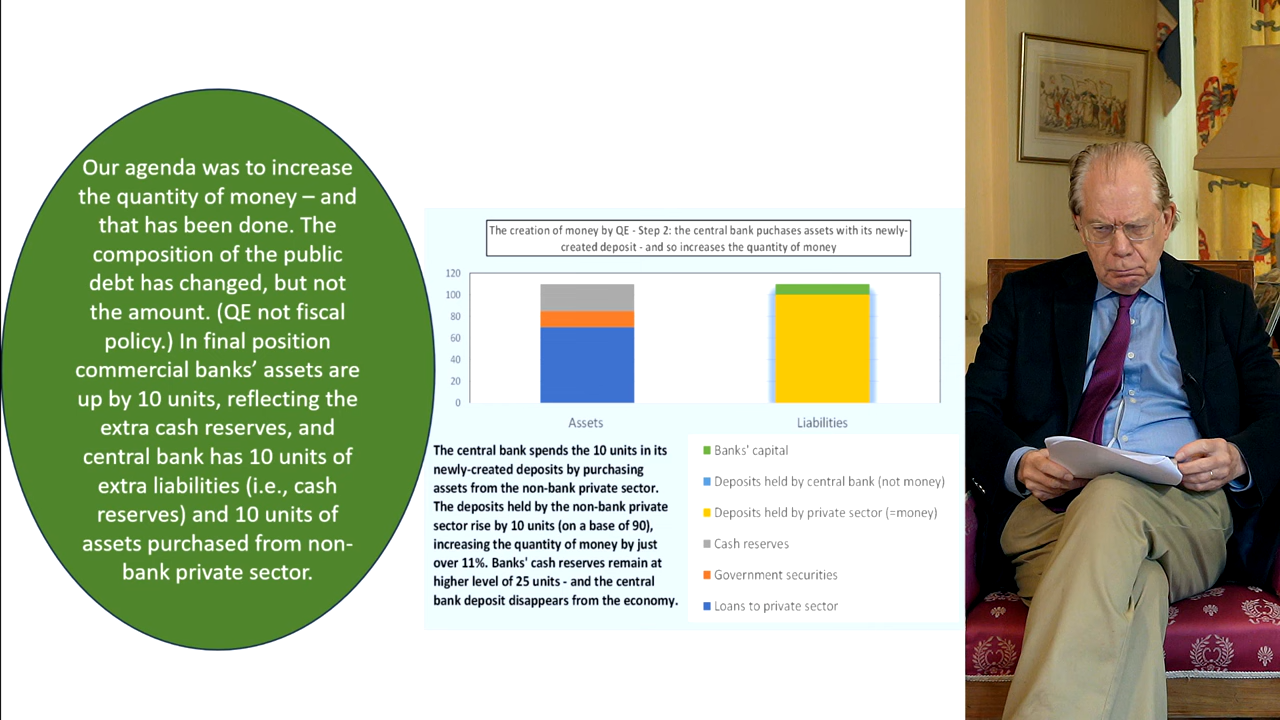 Our agenda was to increase
the quantity of money – and
that has been done. The
composition of the public
debt has changed, but not
the amount. (QE not fiscal
policy.) In final position
commercial banks’ assets are
up by 10 units, reflecting the
extra cash reserves, and
central bank has 10 units of
extra liabilities (i.e., cash
reserves) and 10 units of
assets purchased from non-
bank private sector.
The creation of money by QE - Step 2: the central bank puchases assets with its newly-
created deposit - and so increases the quantity of money
120
100
80
60
40
20
0
Assets
Liabilities
The central bank spends the 10 units in its
newly-created deposits by purchasing
assets from the non-bank private sector.
The deposits held by the non-bank private
sector rise by 10 units (on a base of 90),
increasing the quantity of money by just
over 11%. Banks' cash reserves remain at
higher level of 25 units - and the central
bank deposit disappears from the economy.
Banks' capital
Deposits held by central bank (not money)
Deposits held by private sector (=money)
Cash reserves
Government securities
Loans to private sector